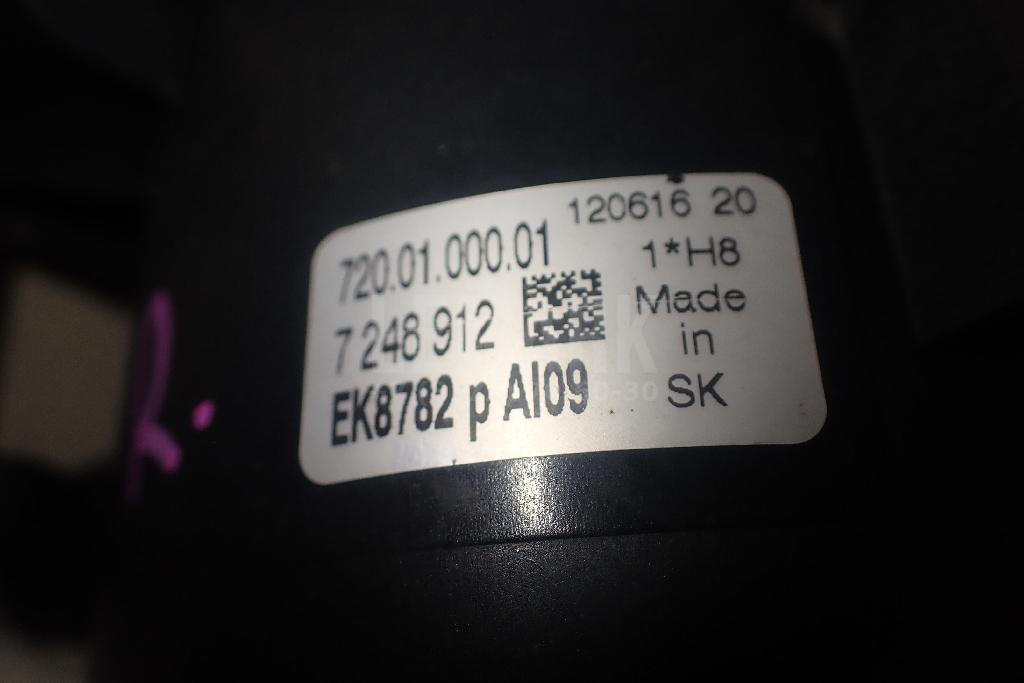 720.01.000.01
7 248 912
EK8782 p AI09
120616 20
1*H8
Made
in
SK